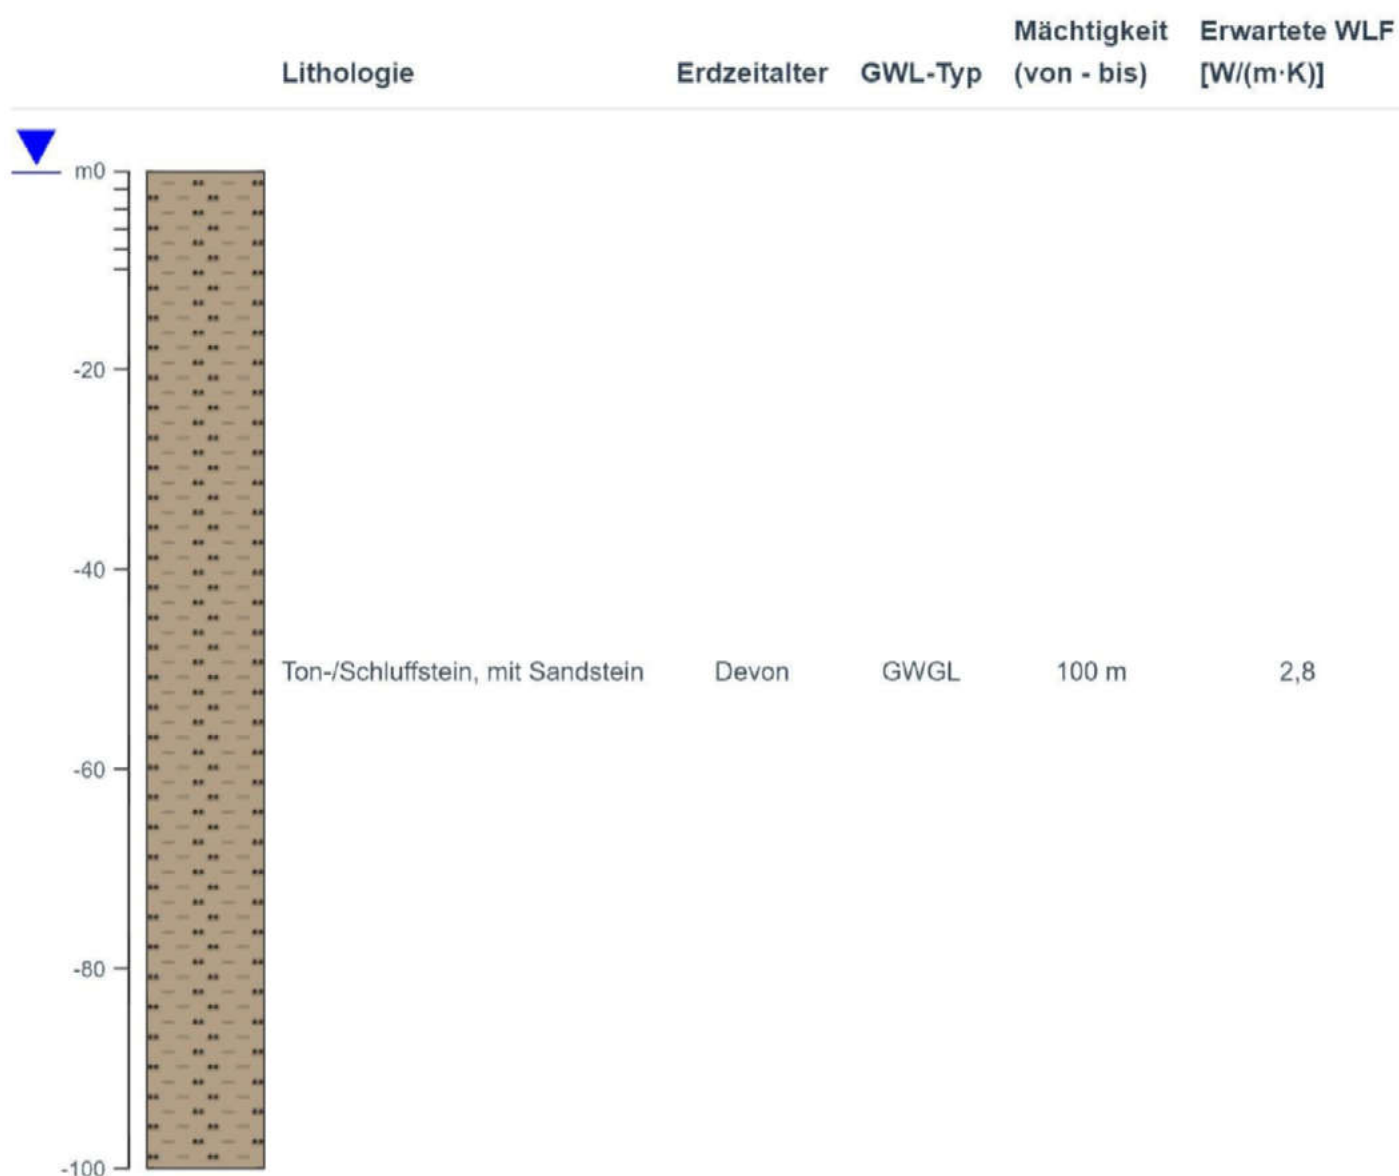 Mächtigkeit Erwartete WLF
Lithologie Erdzeitalter GWL-Typ (von - bis) [W/(m·K)]
m0
-20
-40
Ton-/Schluffstein, mit Sandstein Devon GWGL 100 m 2,8
-60
-80
-100